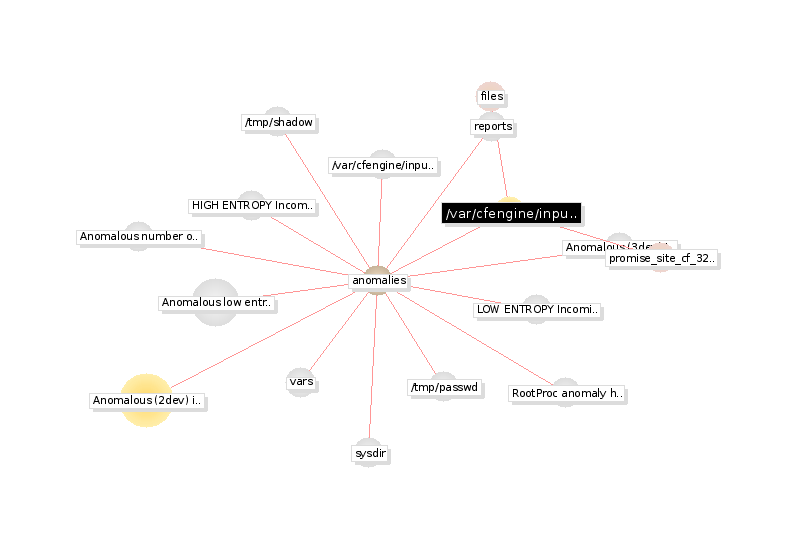 files
/tmp/shadow
reports
/var/cfengine/inpu..
HIGH ENTROPY Incom..
/var/cfengine/inpu..
Anomalous number o..
Anomalous (3dev)
promise_site_cf_32..
anomalies
Anomalous low entr..
LOW ENTROPY Incomi..
vars
/tmp/passwd
RootProc anomaly h..
Anomalous (2dev) i..
sysdir